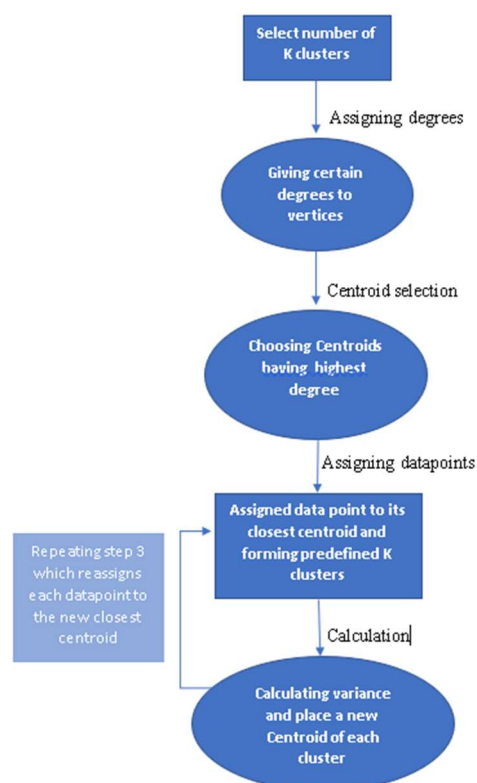 Select number of
K clusters
Assigning degrees
Giving certain
degrees to
vertices
Centroid selection
Choosing Centroids
having highest
degree
Assigning datapoints
Assigned data point to its
closest centroid and
forming predefined K
clusters
Repeating step 3
which reassigns
each datapoint to
the new closest
centroid
Calculation
Calculating variance
and place a new
Centroid of each
cluster